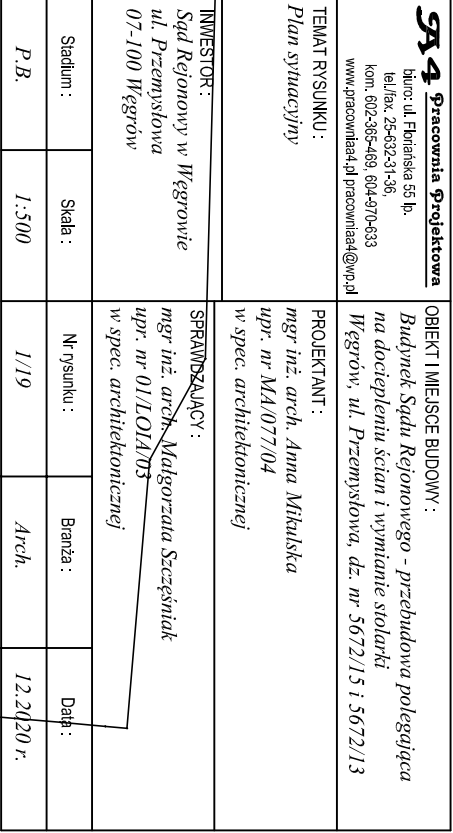 A4 Pracownia Projektowa
biuro: ul. Floriańska 55 lp.
tel./fax. 25-632-31-36,
kom. 602-365-469, 604-970-633
www.pracowniaa4.pl pracowniaa4@wp.pl
OBIEKT I MIEJSCE BUDOWY :
Budynek Sądu Rejonowego - przebudowa polegająca
na dociepleniu ścian i wymianie stolarki
Węgrów, ul. Przemysłowa, dz. nr 5672/15 i 5672/13
TEMAT RYSUNKU :
Plan sytuacyjny
PROJEKTANT :
mgr inż. arch. Anna Mikulska
upr. nr MA/077/04
w spec. architektonicznej
INWESTOR :
Sąd Rejonowy w Węgrowie
ul. Przemysłowa
07-100 Węgrów
SPRAWDZAJĄCY :
mgr inż. arch. Małgorzata Szczęśniak
upr. nr 01/LOIA/03
w spec. architektonicznej
Stadium : Skala : Nr rysunku : Branża : Data :
P.B. 1:500 1/19 Arch. 12.2020 r.